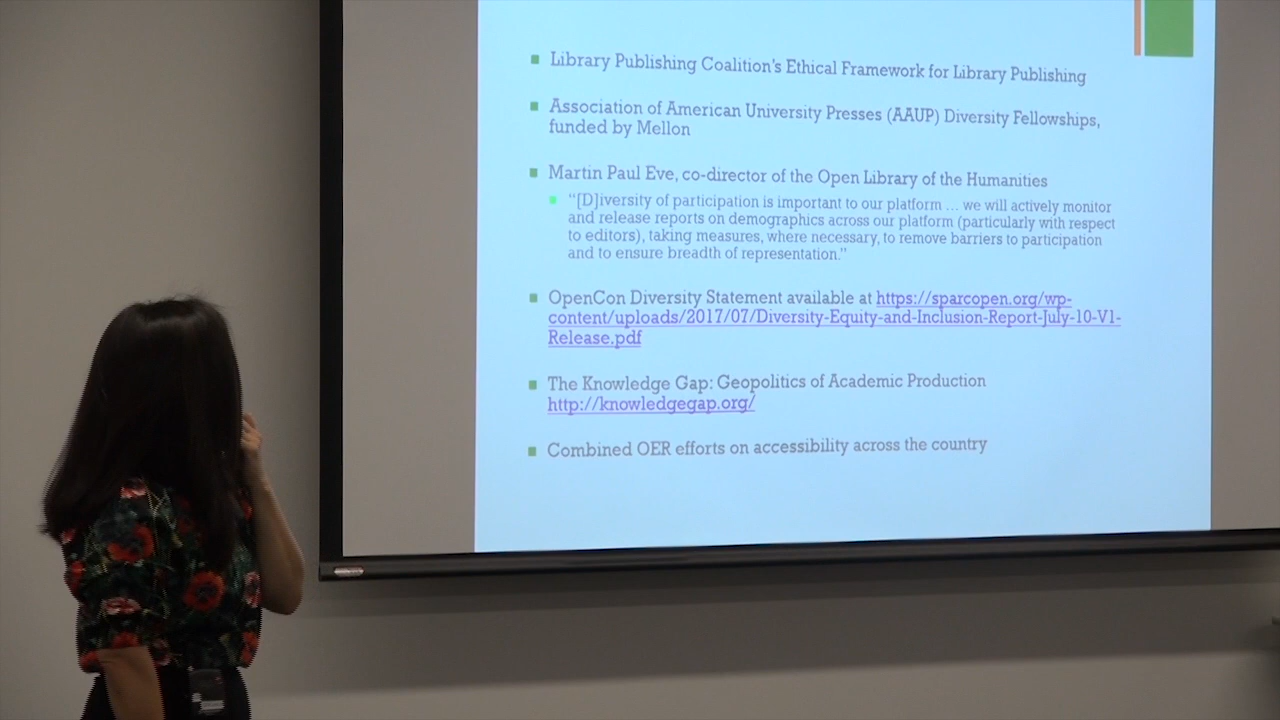 Library Publishing Coalition's Ethical Framework for Library Publishing
Association of American University Presses (AAUP) Diversity Fellowships,
funded by Mellon
Martin Paul Eve, co-director of the Open Library of the Humanities
"[D]iversity of participation is important to our platform … we will actively monitor
and release reports on demographics across our platform (particularly with respect
to editors), taking measures, where necessary, to remove barriers to participation
and to ensure breadth of representation."
OpenCon Diversity Statement available at https://sparcopen.org/wp-
content/uploads/2017/07/Diversity-Equity-and-Inclusion-Report-July-10-V1-
Release.pdf
The Knowledge Gap: Geopolitics of Academic Production
http://knowledgegap.org/
Combined OER efforts on accessibility across the country